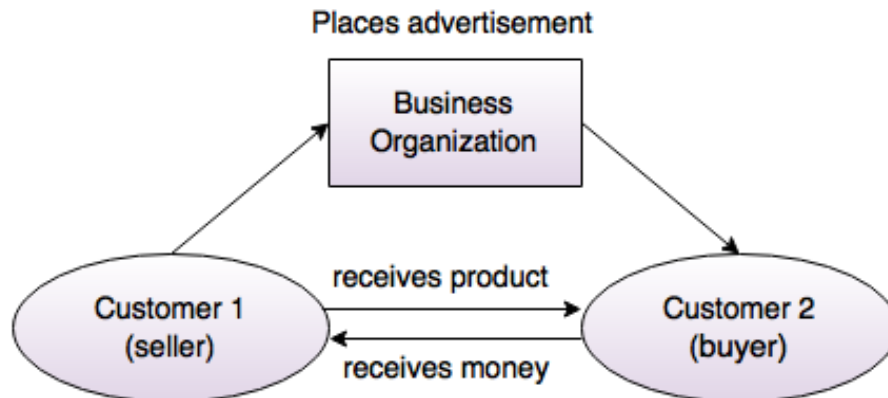 Places advertisement
Business
Organization
receives product
Customer 1
(seller)
Customer 2
(buyer)
receives money